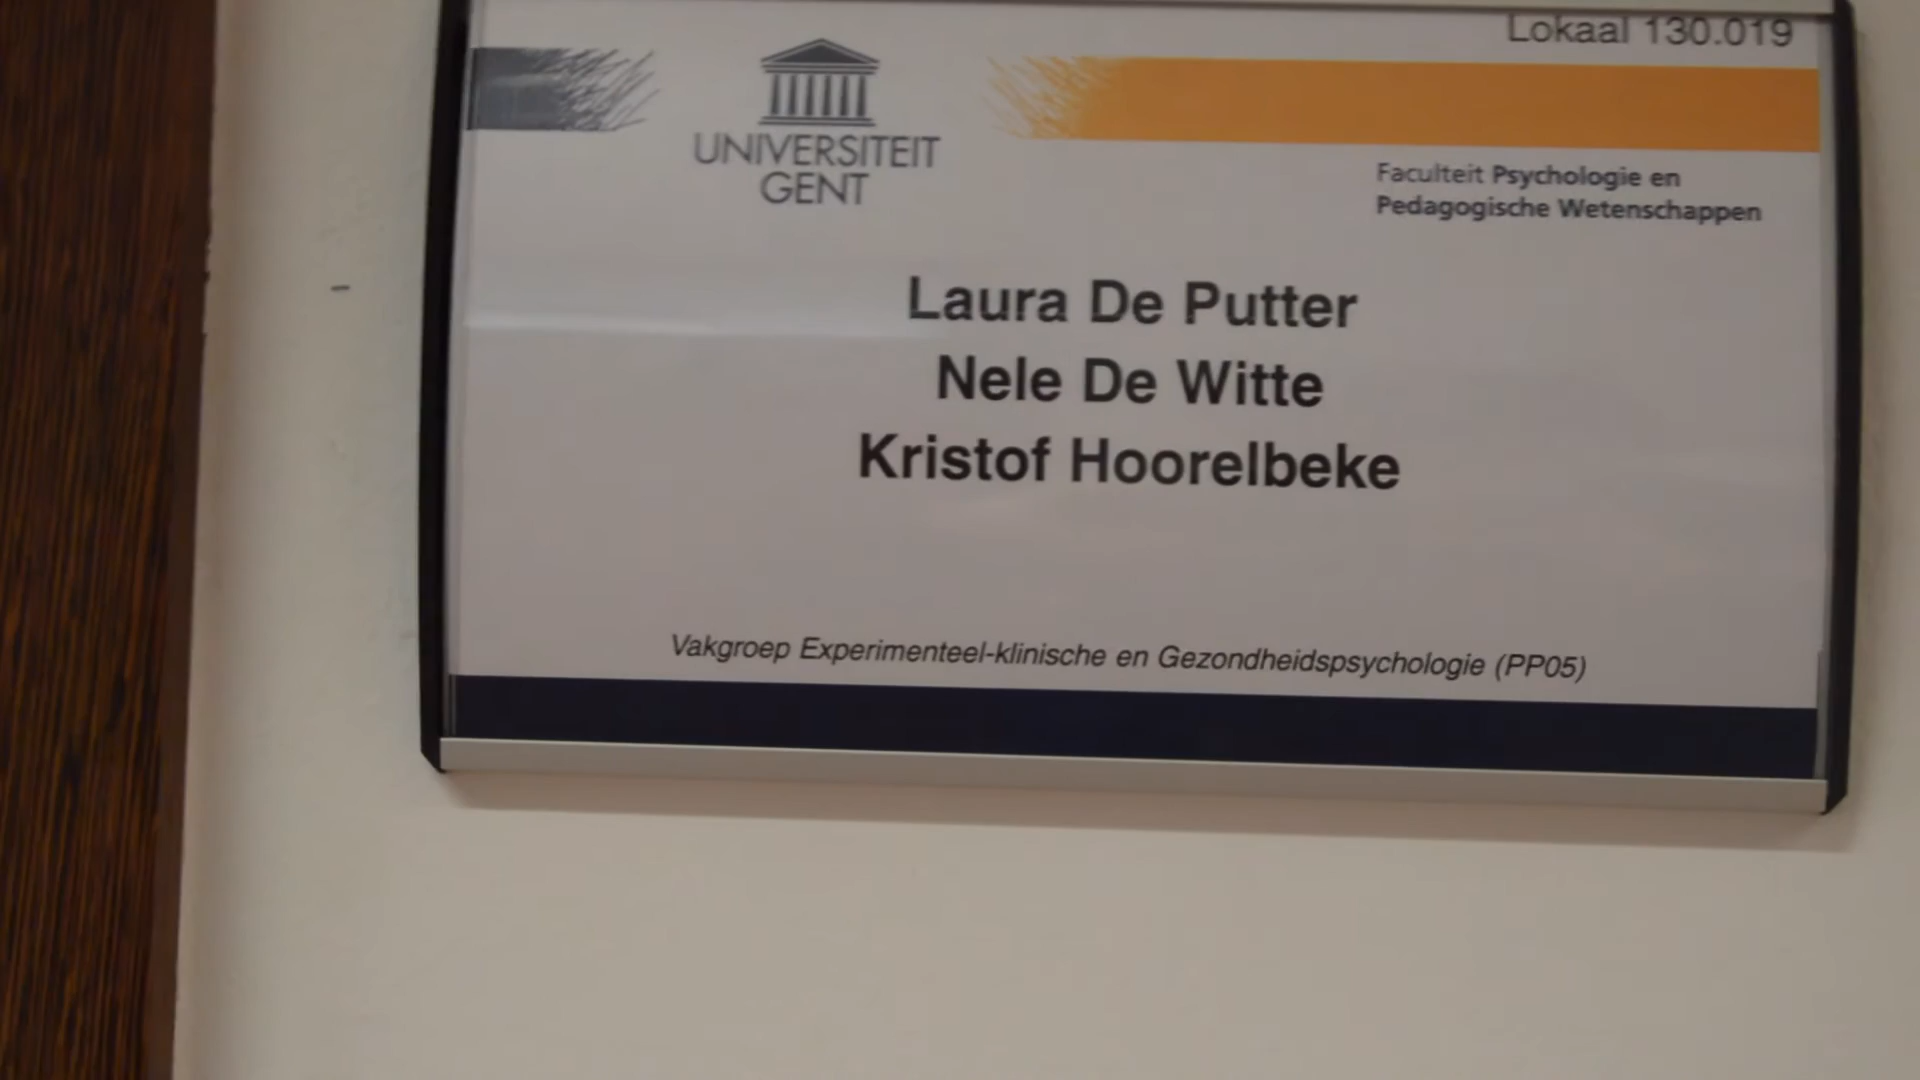 Lokaal 130.019
UNIVERSITEIT
GENT
Faculteit Psychologie en
Pedagogische Wetenschappen
Laura De Putter
Nele De Witte
Kristof Hoorelbeke
Vakgroep Experimenteel-klinische en Gezondheidspsychologie (PP05)